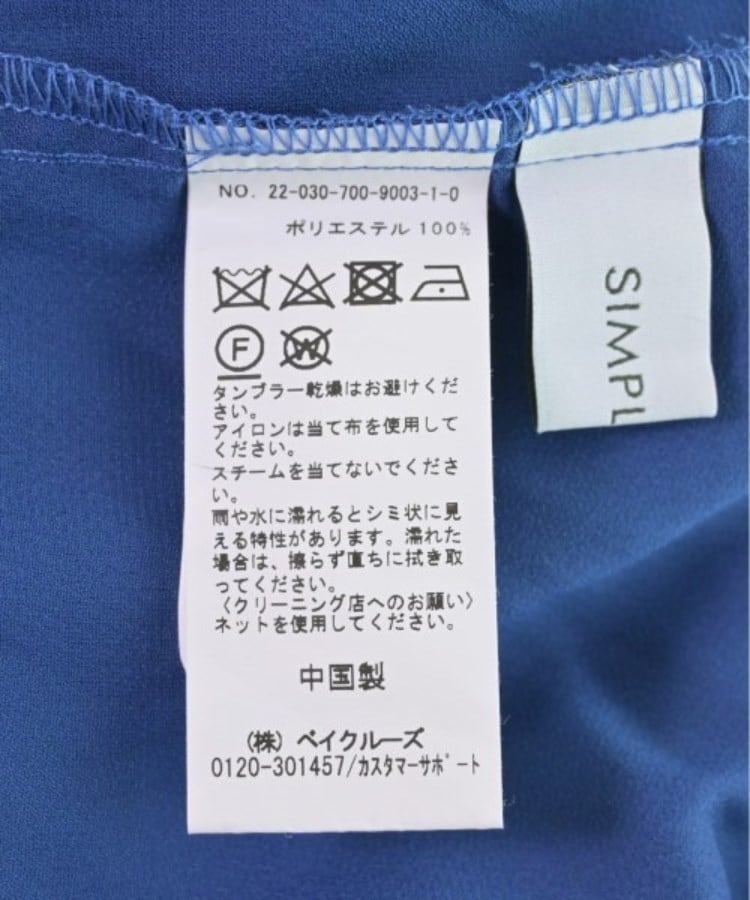 NO. 22-030-700-9003-1-0
ポリエステル 100%
F
W
タンブラー乾燥はお避けくだ
さい。
アイロンは当て布を使用して
ください。
スチームを当てないでくださ
い。
雨や水に濡れるとシミ状に見
える特性があります。濡れた
場合は、擦らず直ちに拭き取
ってください。
〈クリーニング店へのお願い〉
ネットを使用してください。
中国製
(株) ベイクルーズ
0120-301457/カスタマーサポート
SIMPL